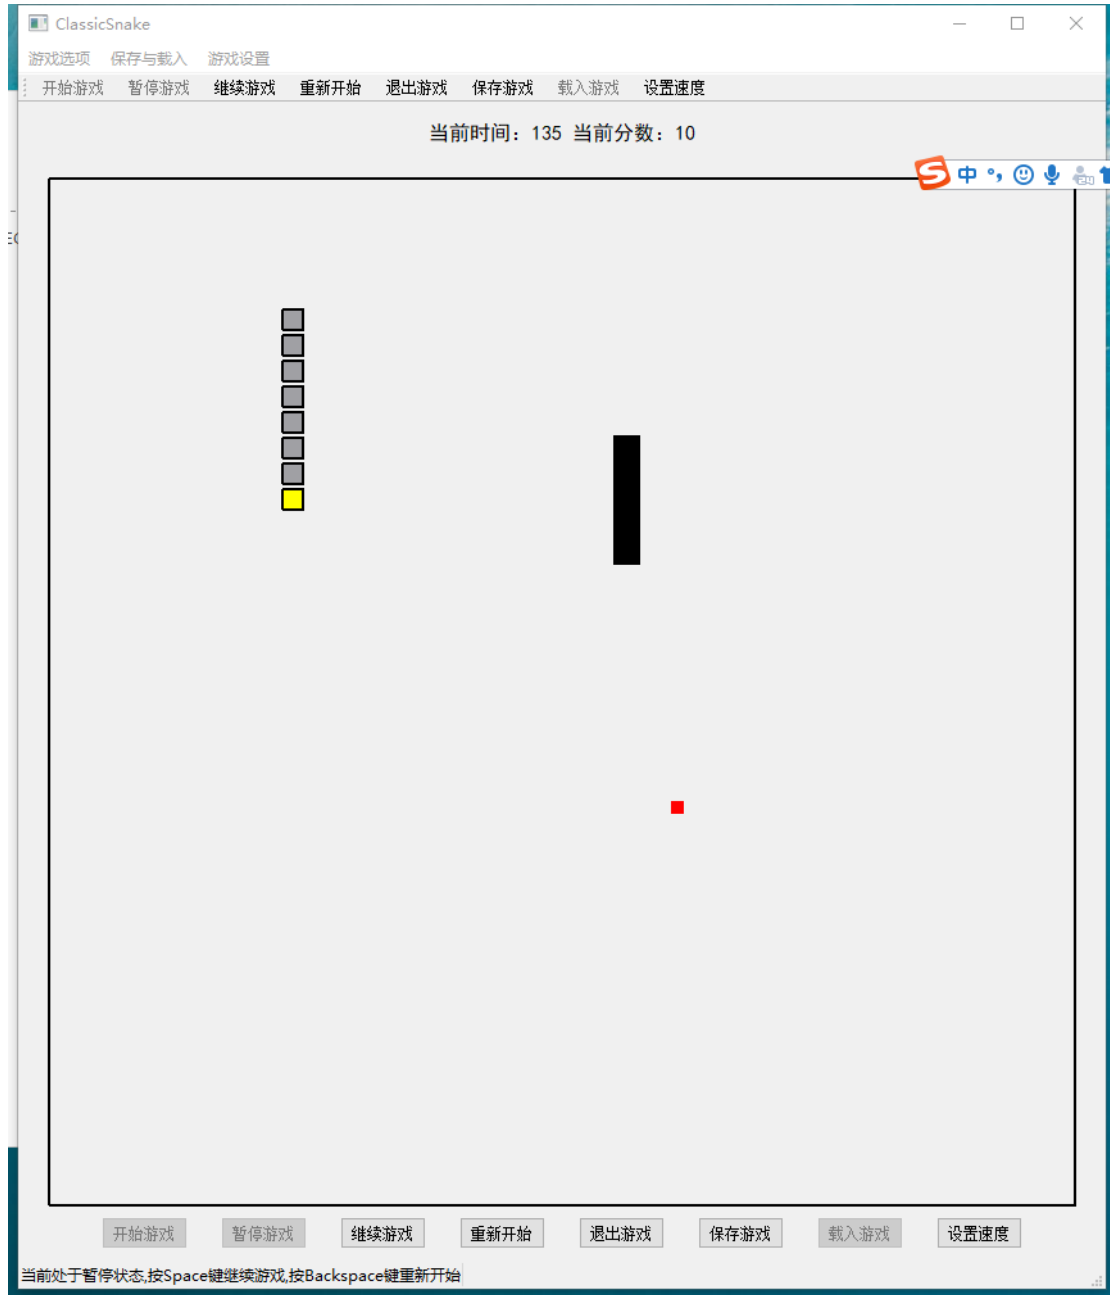 ClassicSnake
游戏选项 保存与载入 游戏设置
开始游戏 暂停游戏 继续游戏 重新开始 退出游戏 保存游戏 载入游戏 设置速度
当前时间：135 当前分数：10
中
开始游戏 暂停游戏 继续游戏 重新开始 退出游戏 保存游戏 载入游戏 设置速度
当前处于暂停状态,按Space键继续游戏,按Backspace键重新开始